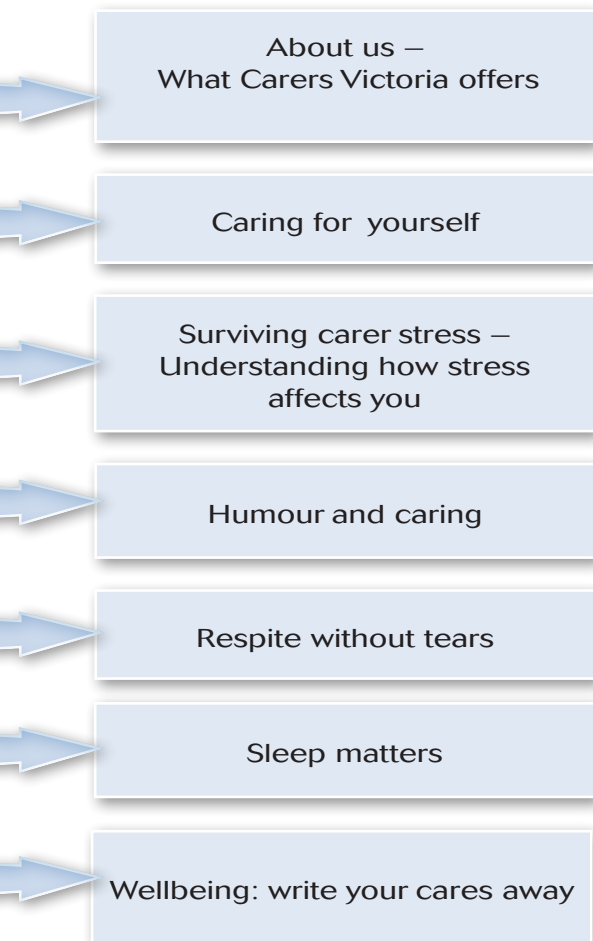 About us –
What Carers Victoria offers
Caring for yourself
Surviving carer stress –
Understanding how stress
affects you
Humour and caring
Respite without tears
Sleep matters
Wellbeing: write your cares away